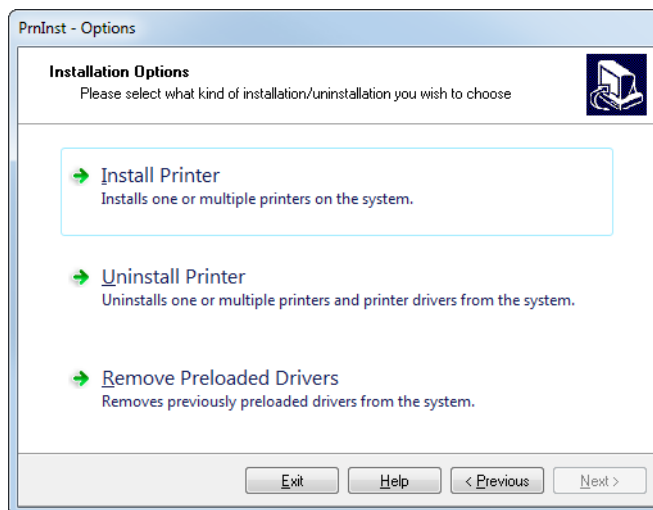 PrnInst - Options
Installation Options
Please select what kind of installation/uninstallation you wish to choose
Install Printer
Installs one or multiple printers on the system.
Uninstall Printer
Uninstalls one or multiple printers and printer drivers from the system.
Remove Preloaded Drivers
Removes previously preloaded drivers from the system.
Exit
Help
< Previous
Next >